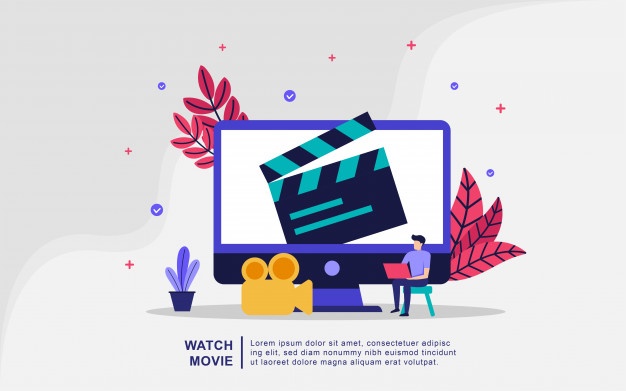 WATCH
MOVIE
Lorem ipsum dolor sit amet, consectetuer adipisc
ing elit, sed diam nonummy nibh euismod tincidunt
ut laoreet dolore magna aliquam erat volutpat.